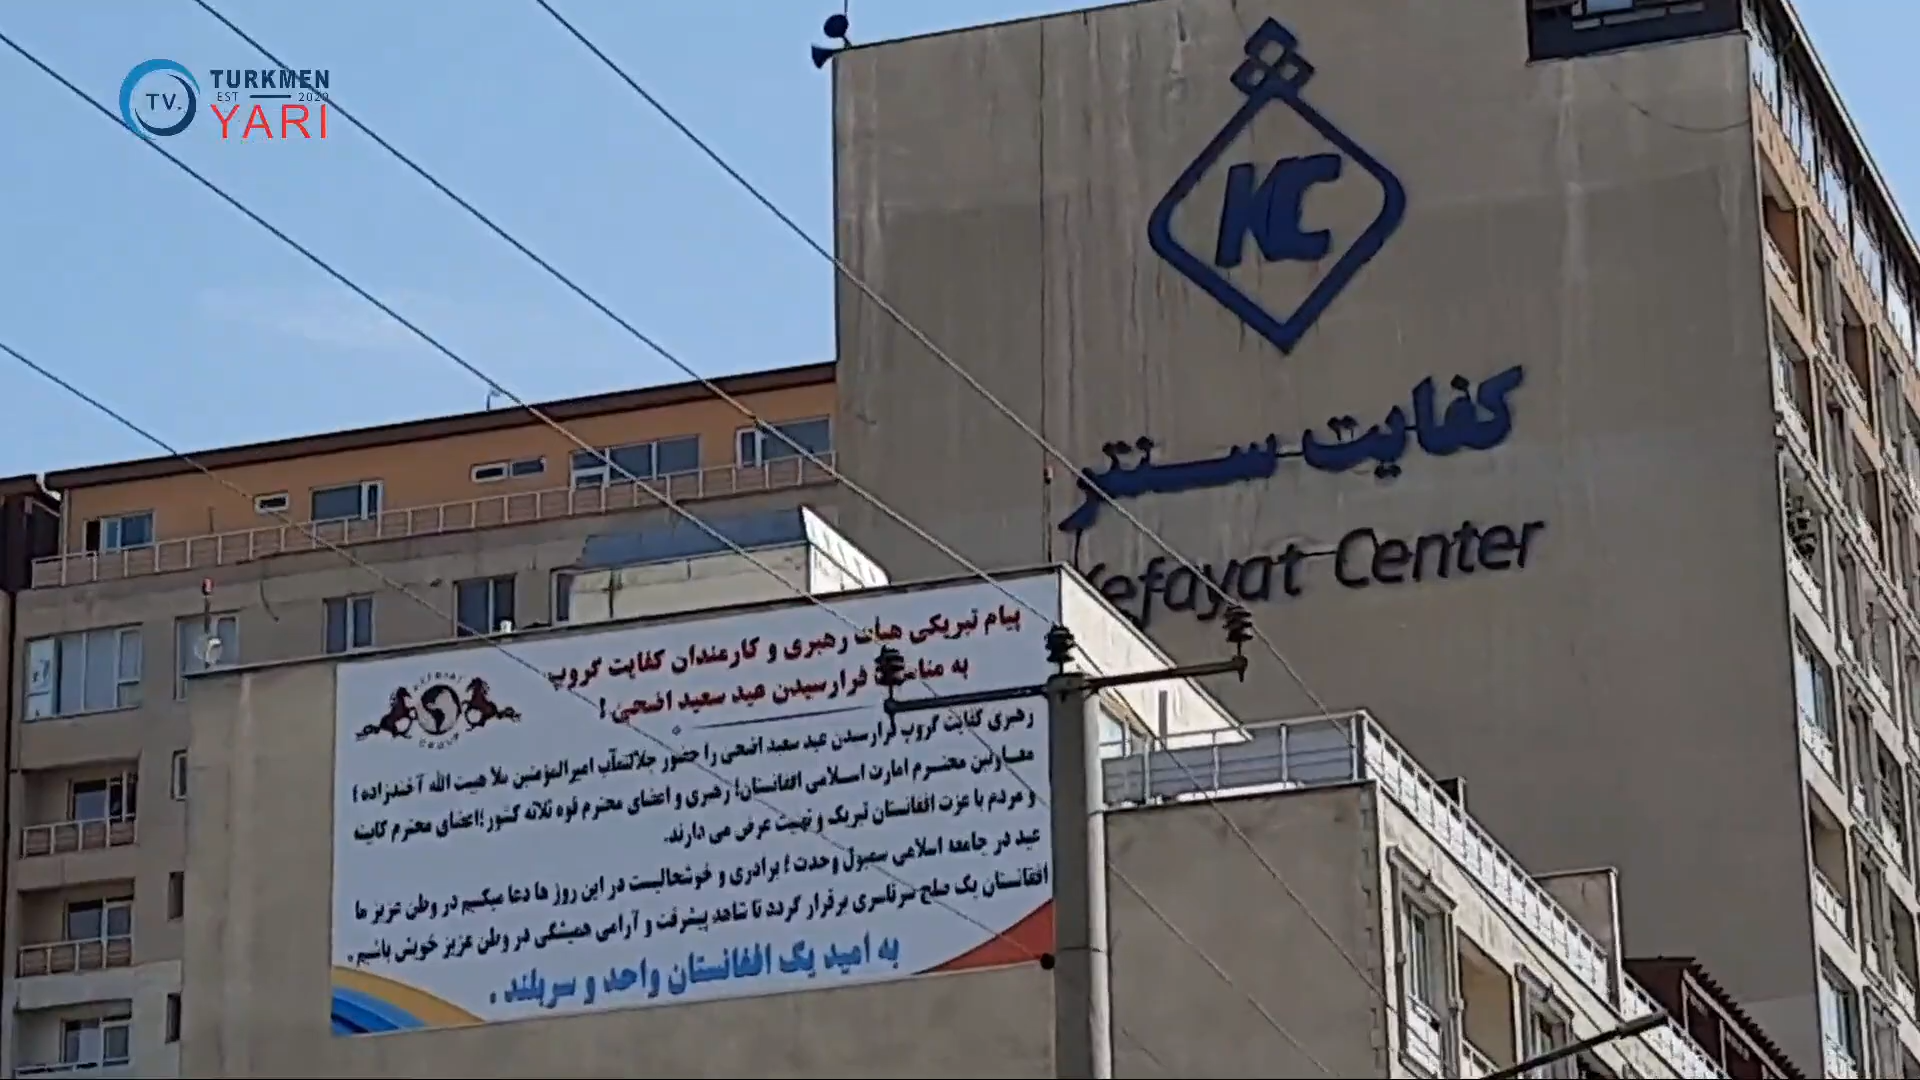 TURKMEN
EST 2020
TV.
YARI
KC
کفایت سنتر
Kefayat Center
پیام تبریکی هیات رهبری و کارمندان کفایت گروپ
به مناسبت فرارسیدن عید سعید اضحی !
رهبری کفایت گروپ فرارسیدن عید سعید اضحی را حضور جلالتمآب امیرالمؤمنین ملا هبیت الله آخندزاده ؛
معاونین محترم امارت اسلامی افغانستان؛ رهبری و اعضای محترم قوه ثلاثه کشور؛ اعضای محترم کابینه
و مردم با عزت افغانستان تبریک و تهنیت عرض می دارند.
عید در جامعه اسلامی سمبول وحدت ؛ برادری و خوشحالیست در این روز ها دعا میکنیم در وطن عزیز ما
افغانستان یک صلح سرتاسری برقرار گردد تا شاهد پیشرفت و آرامی همیشگی در وطن عزیز خویش باشیم .
به امید یک افغانستان واحد و سربلند .